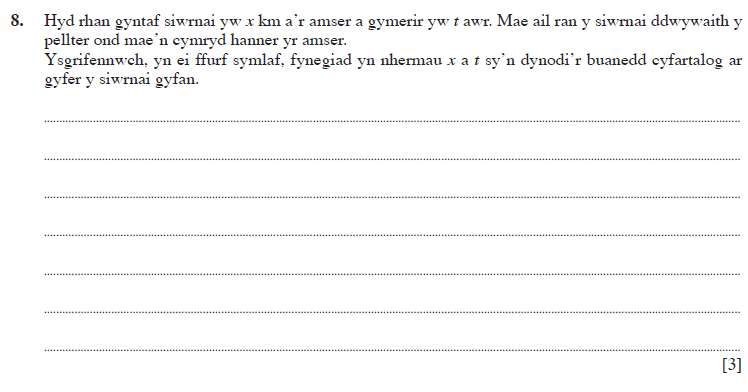 8. Hyd rhan gyntaf siwrnai yw x km a'r amser a gymerir yw t awr. Mae ail ran y siwrnai ddwywaith y
pellter ond mae'n cymryd hanner yr amser.
Ysgrifennwch, yn ei ffurf symlaf, fynegiad yn nhermau x a t sy'n dynodi'r buanedd cyfartalog ar
gyfer y siwrnai gyfan.
[3]